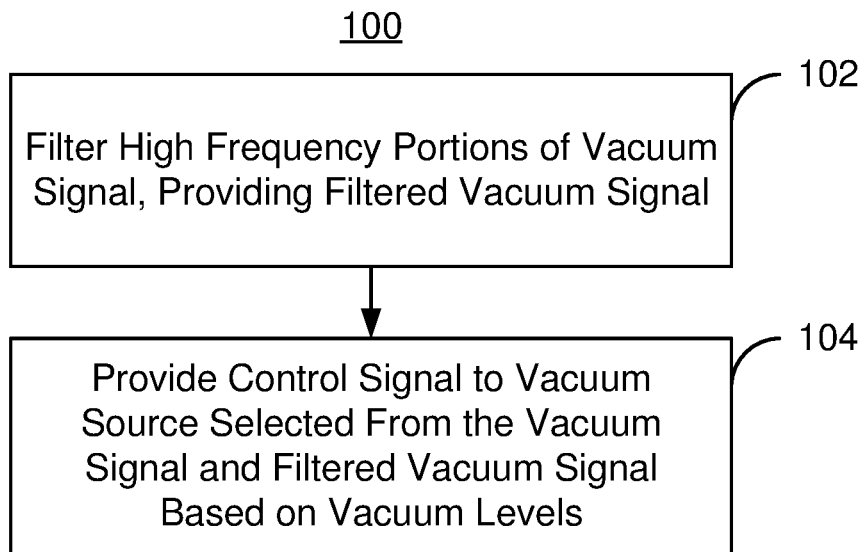 100
102
Filter High Frequency Portions of Vacuum
Signal, Providing Filtered Vacuum Signal
104
Provide Control Signal to Vacuum
Source Selected From the Vacuum
Signal and Filtered Vacuum Signal
Based on Vacuum Levels